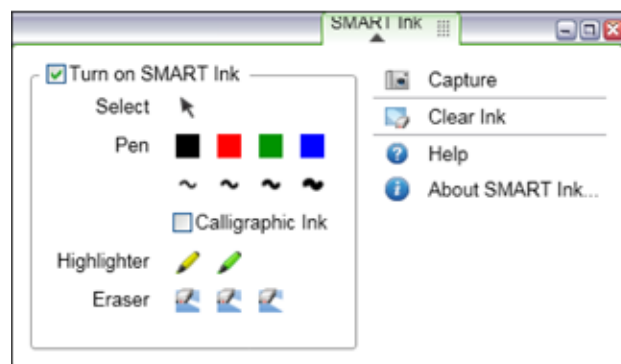 SMART Ink
Turn on SMART Ink
Select
Pen
Calligraphic Ink
Highlighter
Eraser
Capture
Clear Ink
Help
About SMART Ink...